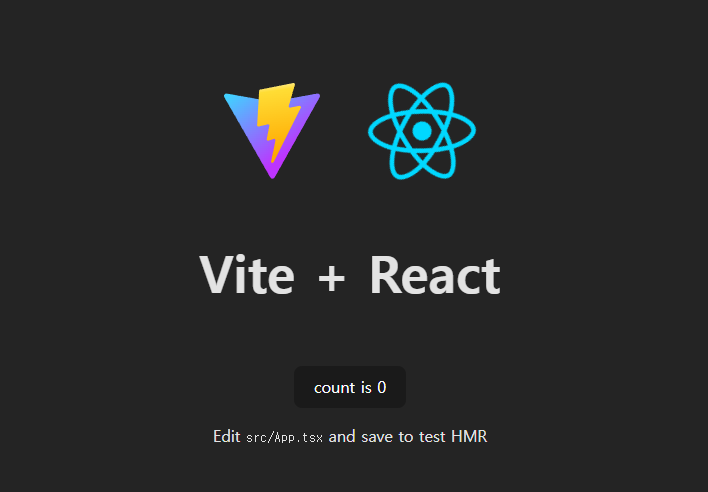 Vite + React
count is 0
Edit src/App.tsx and save to test HMR